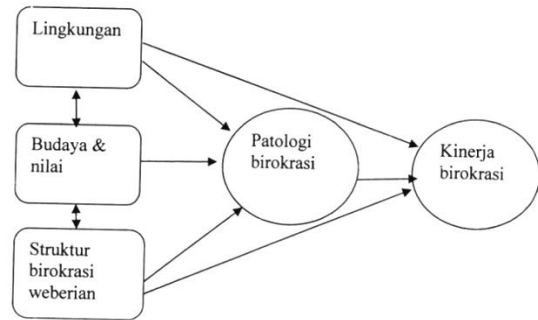 Lingkungan
Budaya &
nilai
Struktur
birokrasi
weberian
Patologi
birokrasi
Kinerja
birokrasi